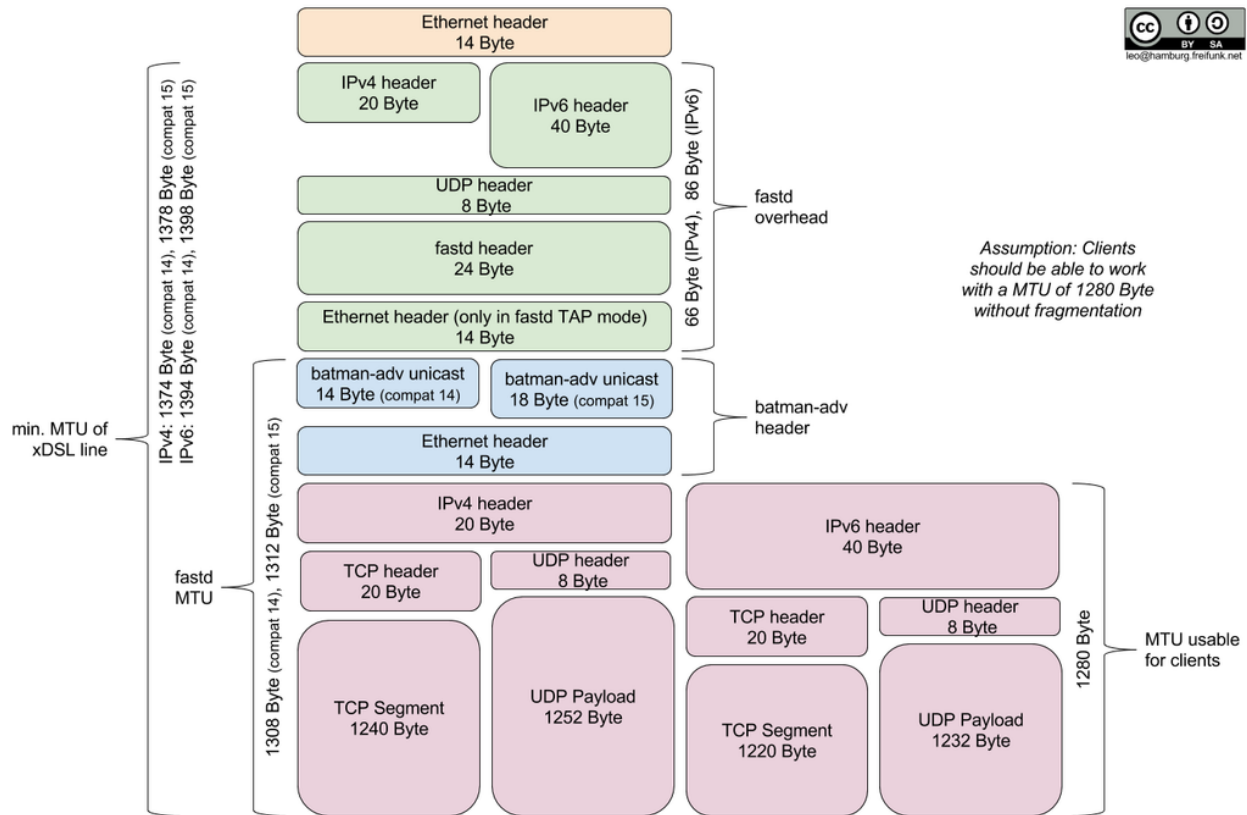 Ethernet header
14 Byte
cc
BY SA
leo@hamburg.freifunk.net
IPv4 header
20 Byte
IPv6 header
40 Byte
UDP header
8 Byte
fastd header
24 Byte
Ethernet header (only in fastd TAP mode)
14 Byte
66 Byte (IPv4), 86 Byte (IPv6)
fastd
overhead
Assumption: Clients
should be able to work
with a MTU of 1280 Byte
without fragmentation
min. MTU of
xDSL line
IPv4: 1374 Byte (compat 14), 1378 Byte (compat 15)
IPv6: 1394 Byte (compat 14), 1398 Byte (compat 15)
batman-adv unicast
14 Byte (compat 14)
batman-adv unicast
18 Byte (compat 15)
Ethernet header
14 Byte
batman-adv
header
fastd
MTU
1308 Byte (compat 14), 1312 Byte (compat 15)
IPv4 header
20 Byte
TCP header
20 Byte
UDP header
8 Byte
TCP Segment
1240 Byte
UDP Payload
1252 Byte
IPv6 header
40 Byte
TCP header
20 Byte
UDP header
8 Byte
TCP Segment
1220 Byte
UDP Payload
1232 Byte
1280 Byte
MTU usable
for clients